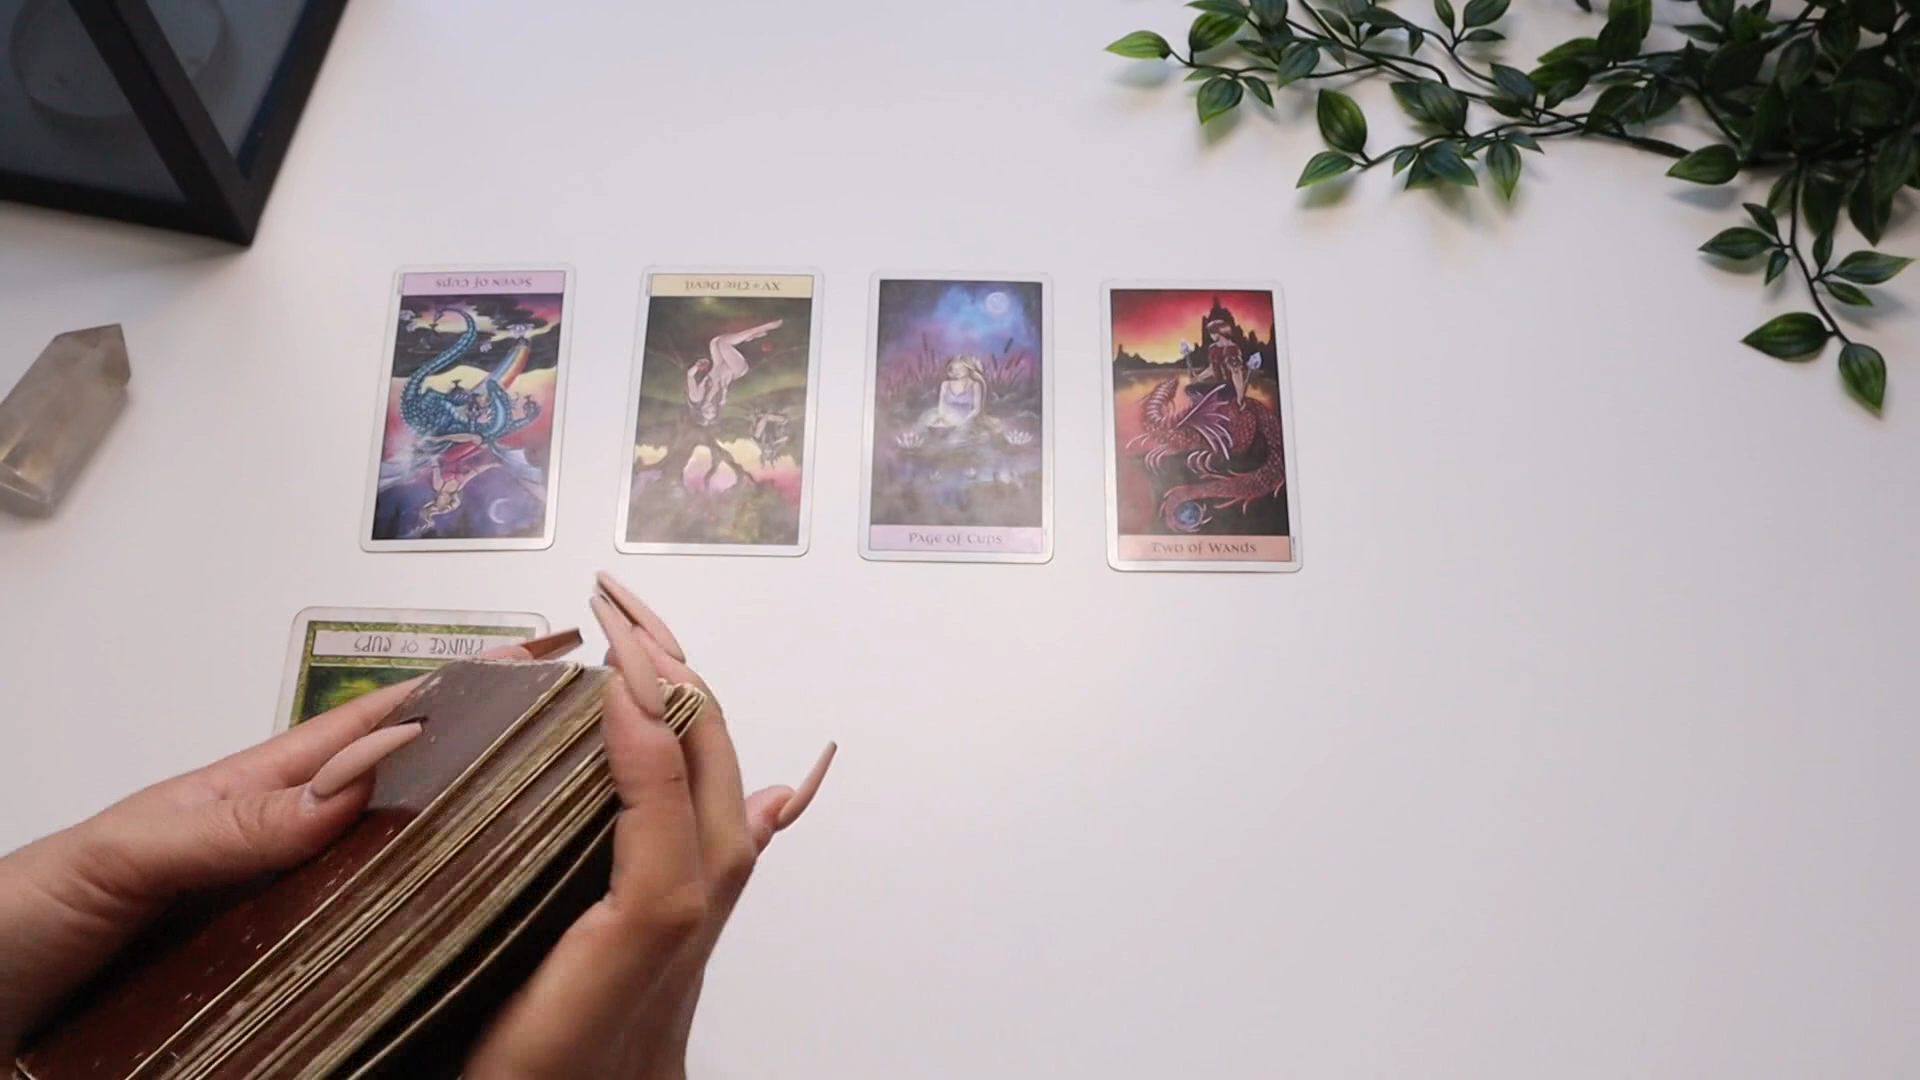 Seven of Cups
XV • The Devil
Page of Cups
Two of Wands
PRINCE OF CUPS